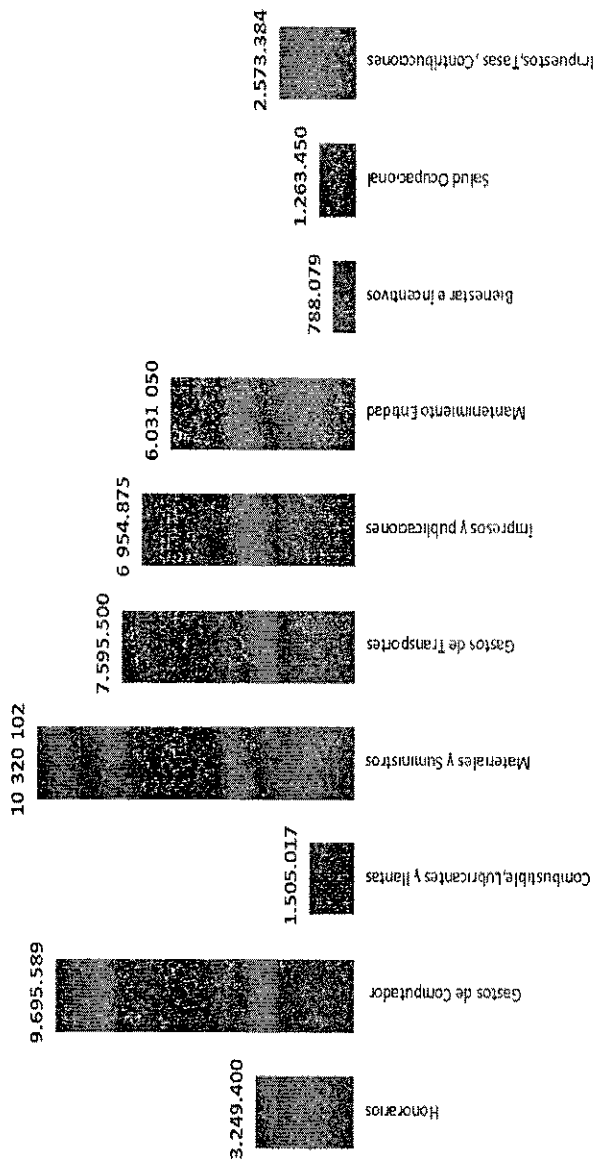 3.249.400
9.695.589
1.505.017
10 320 102
7.595.500
6 954.875
6.031 050
788.079
1.263.450
2.573.384
Honorarios
Gastos de Computador
Combustible,Lubricantes y llantas
Materiales y Suministros
Gastos de Transportes
impresos y publicaciones
Mantenimiento Entidad
Bienestar e incentivos
Salud Ocupacional
Impuestos,Tasas , Contribuciones